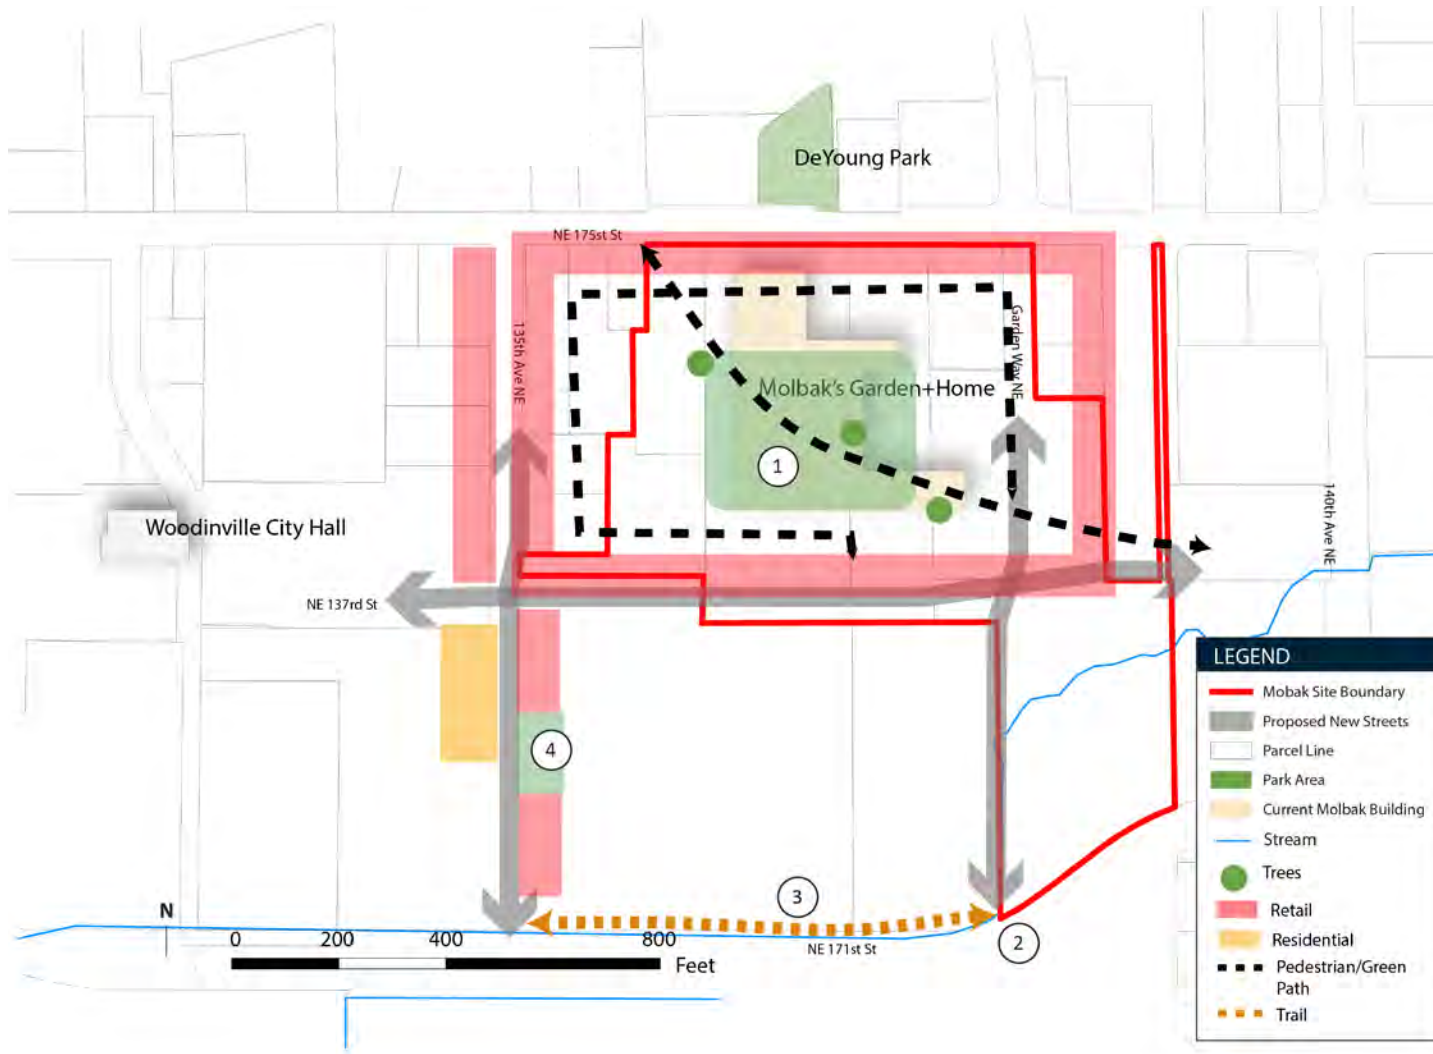 DeYoung Park
NE 175st St
135th Ave NE
Garden Way NE
Molbak's Garden+Home
1
140th Ave NE
Woodinville City Hall
NE 137rd St
4
3
2
N
0 200 400 800
Feet
NE 171st St
LEGEND
Mobak Site Boundary
Proposed New Streets
Parcel Line
Park Area
Current Molbak Building
Stream
Trees
Retail
Residential
Pedestrian/Green
Path
Trail